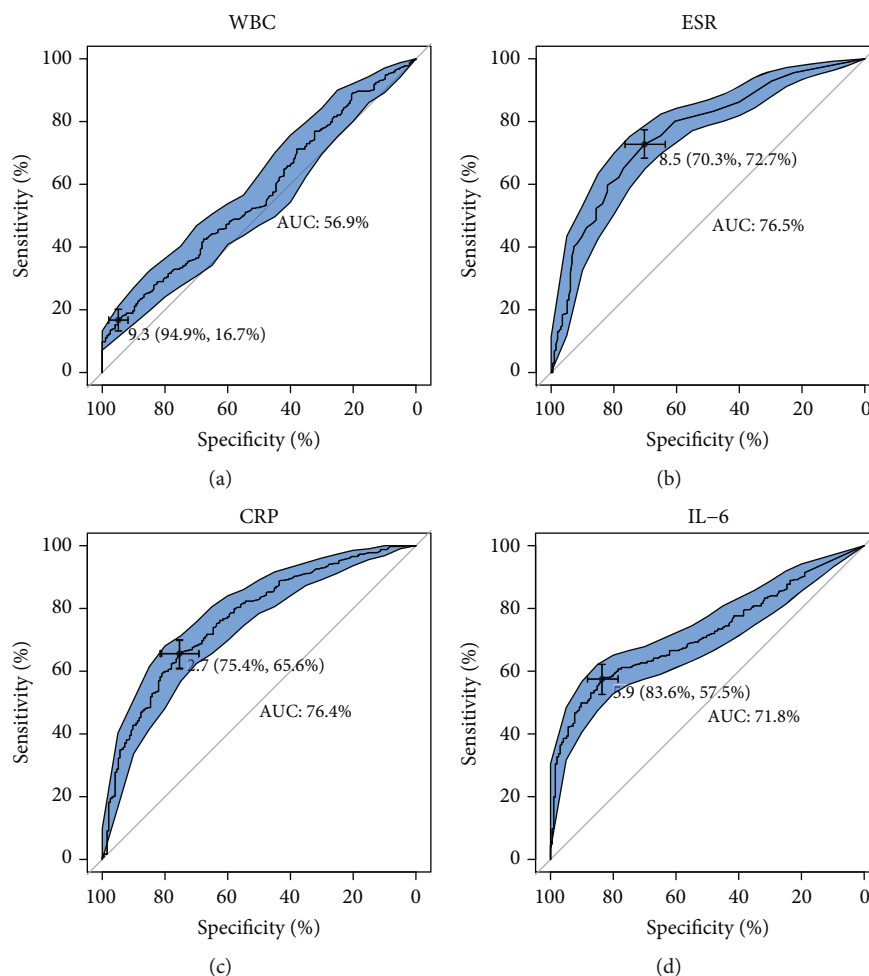 WBC
100
80
60
40
20
0
Sensitivity (%)
AUC: 56.9%
9.3 (94.9%, 16.7%)
100 80 60 40 20 0
Specificity (%)
(a)
ESR
100
80
60
40
20
0
Sensitivity (%)
8.5 (70.3%, 72.7%)
AUC: 76.5%
100 80 60 40 20 0
Specificity (%)
(b)
CRP
100
80
60
40
20
0
Sensitivity (%)
2.7 (75.4%, 65.6%)
AUC: 76.4%
100 80 60 40 20 0
Specificity (%)
(c)
IL−6
100
80
60
40
20
0
Sensitivity (%)
5.9 (83.6%, 57.5%)
AUC: 71.8%
100 80 60 40 20 0
Specificity (%)
(d)